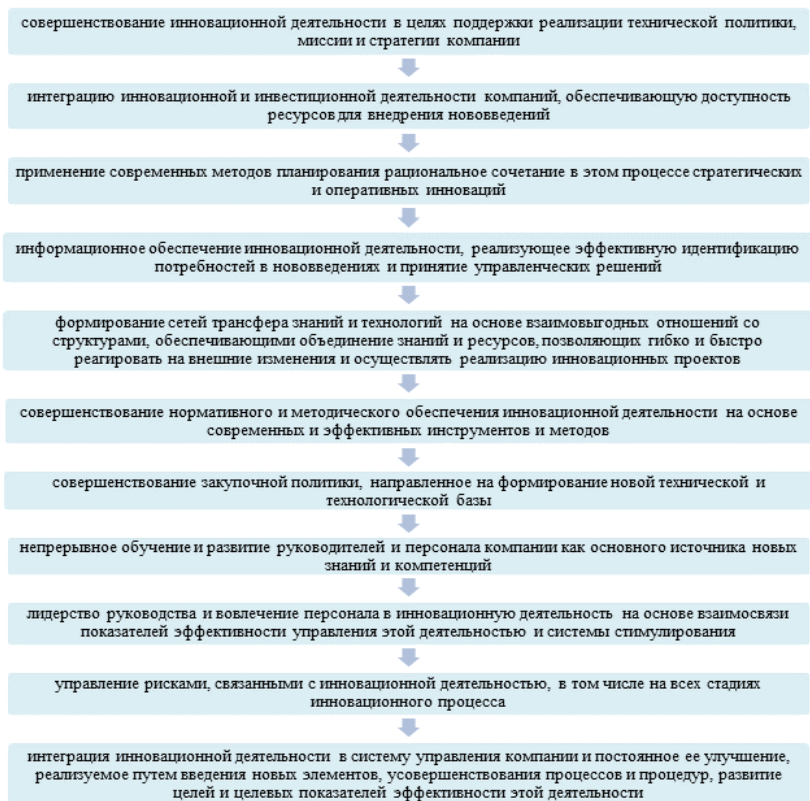 совершенствование инновационной деятельности в целях поддержки реализации технической политики,
миссии и стратегии компании
интеграцию инновационной и инвестиционной деятельности компаний, обеспечивающую доступность
ресурсов для внедрения нововведений
применение современных методов планирования рациональное сочетание в этом процессе стратегических
и оперативных инноваций
информационное обеспечение инновационной деятельности, реализующее эффективную идентификацию
потребностей в нововведениях и принятие управленческих решений
формирование сетей трансфера знаний и технологий на основе взаимовыгодных отношений со
структурами, обеспечивающими объединение знаний и ресурсов, позволяющих гибко и быстро
реагировать на внешние изменения и осуществлять реализацию инновационных проектов
совершенствование нормативного и методического обеспечения инновационной деятельности на основе
современных и эффективных инструментов и методов
совершенствование закупочной политики, направленное на формирование новой технической и
технологической базы
непрерывное обучение и развитие руководителей и персонала компании как основного источника новых
знаний и компетенций
лидерство руководства и вовлечение персонала в инновационную деятельность на основе взаимосвязи
показателей эффективности управления этой деятельностью и системы стимулирования
управление рисками, связанными с инновационной деятельностью, в том числе на всех стадиях
инновационного процесса
интеграция инновационной деятельности в систему управления компании и постоянное ее улучшение,
реализуемое путем введения новых элементов, усовершенствования процессов и процедур, развитие
целей и целевых показателей эффективности этой деятельности